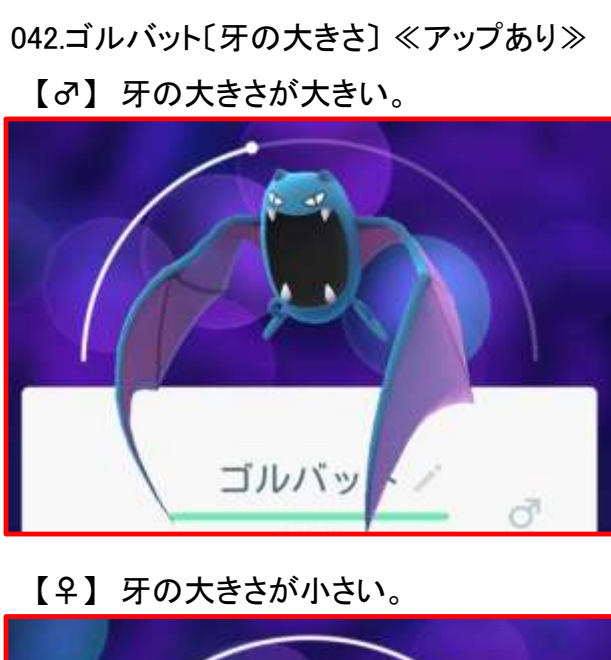 042.ゴルバット〔牙の大きさ〕 ≪アップあり≫
【♂】 牙の大きさが大きい。
ゴルバット
♂
【♀】 牙の大きさが小さい。